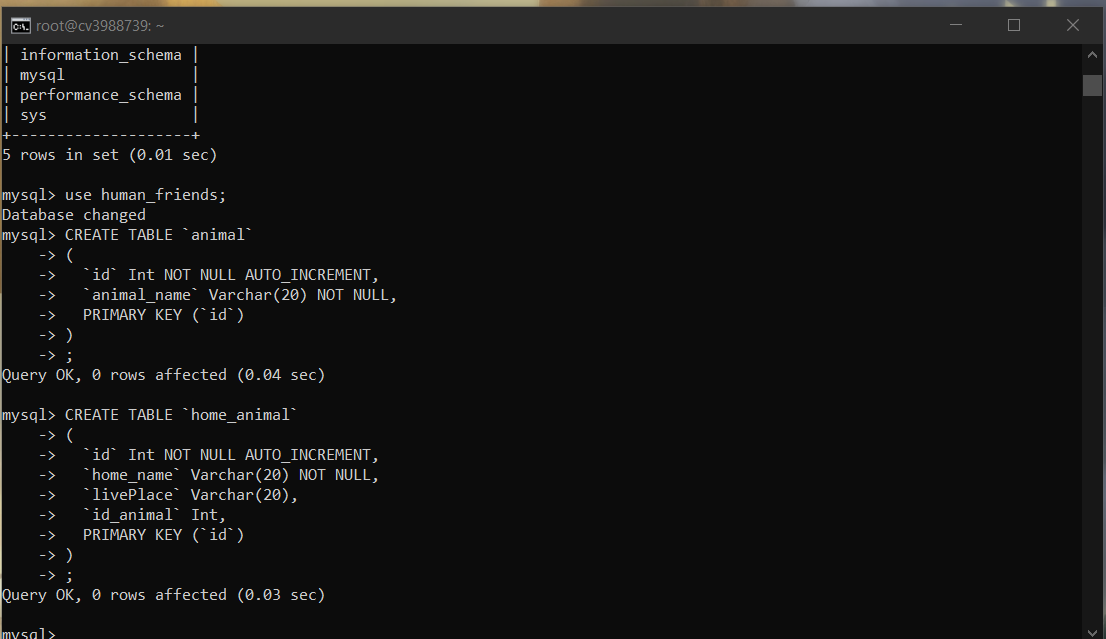 root@cv3988739: ~
| information_schema |
| mysql              |
| performance_schema |
| sys                |
+--------------------+
5 rows in set (0.01 sec)

mysql> use human_friends;
Database changed
mysql> CREATE TABLE `animal`
    -> (
    ->   `id` Int NOT NULL AUTO_INCREMENT,
    ->   `animal_name` Varchar(20) NOT NULL,
    ->   PRIMARY KEY (`id`)
    -> )
    -> ;
Query OK, 0 rows affected (0.04 sec)

mysql> CREATE TABLE `home_animal`
    -> (
    ->   `id` Int NOT NULL AUTO_INCREMENT,
    ->   `home_name` Varchar(20) NOT NULL,
    ->   `livePlace` Varchar(20),
    ->   `id_animal` Int,
    ->   PRIMARY KEY (`id`)
    -> )
    -> ;
Query OK, 0 rows affected (0.03 sec)

mysql>